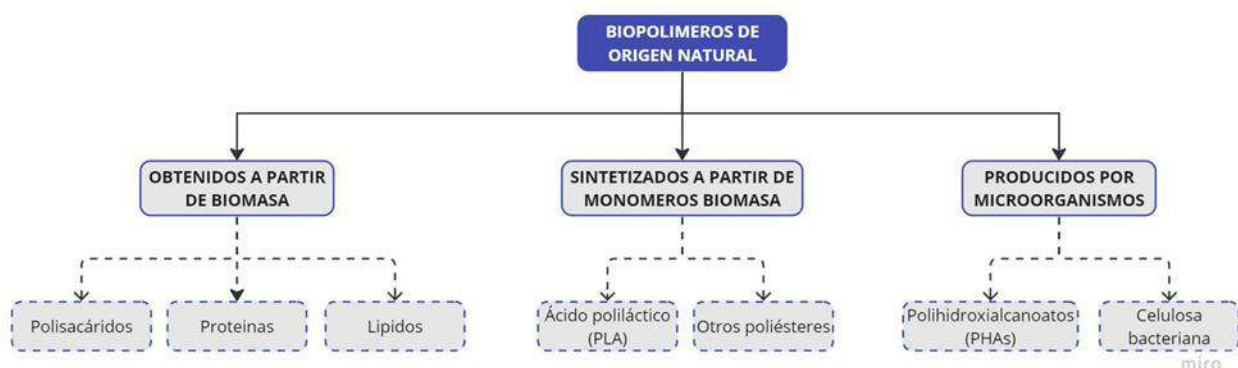 BIOPOLIMEROS DE
ORIGEN NATURAL
OBTENIDOS A PARTIR
DE BIOMASA
SINTETIZADOS A PARTIR DE
MONOMEROS BIOMASA
PRODUCIDOS POR
MICROORGANISMOS
Polisacáridos
Proteinas
Lipidos
Ácido poliláctico
(PLA)
Otros poliésteres
Polihidroxialcanoatos
(PHAs)
Celulosa
bacteriana
miro